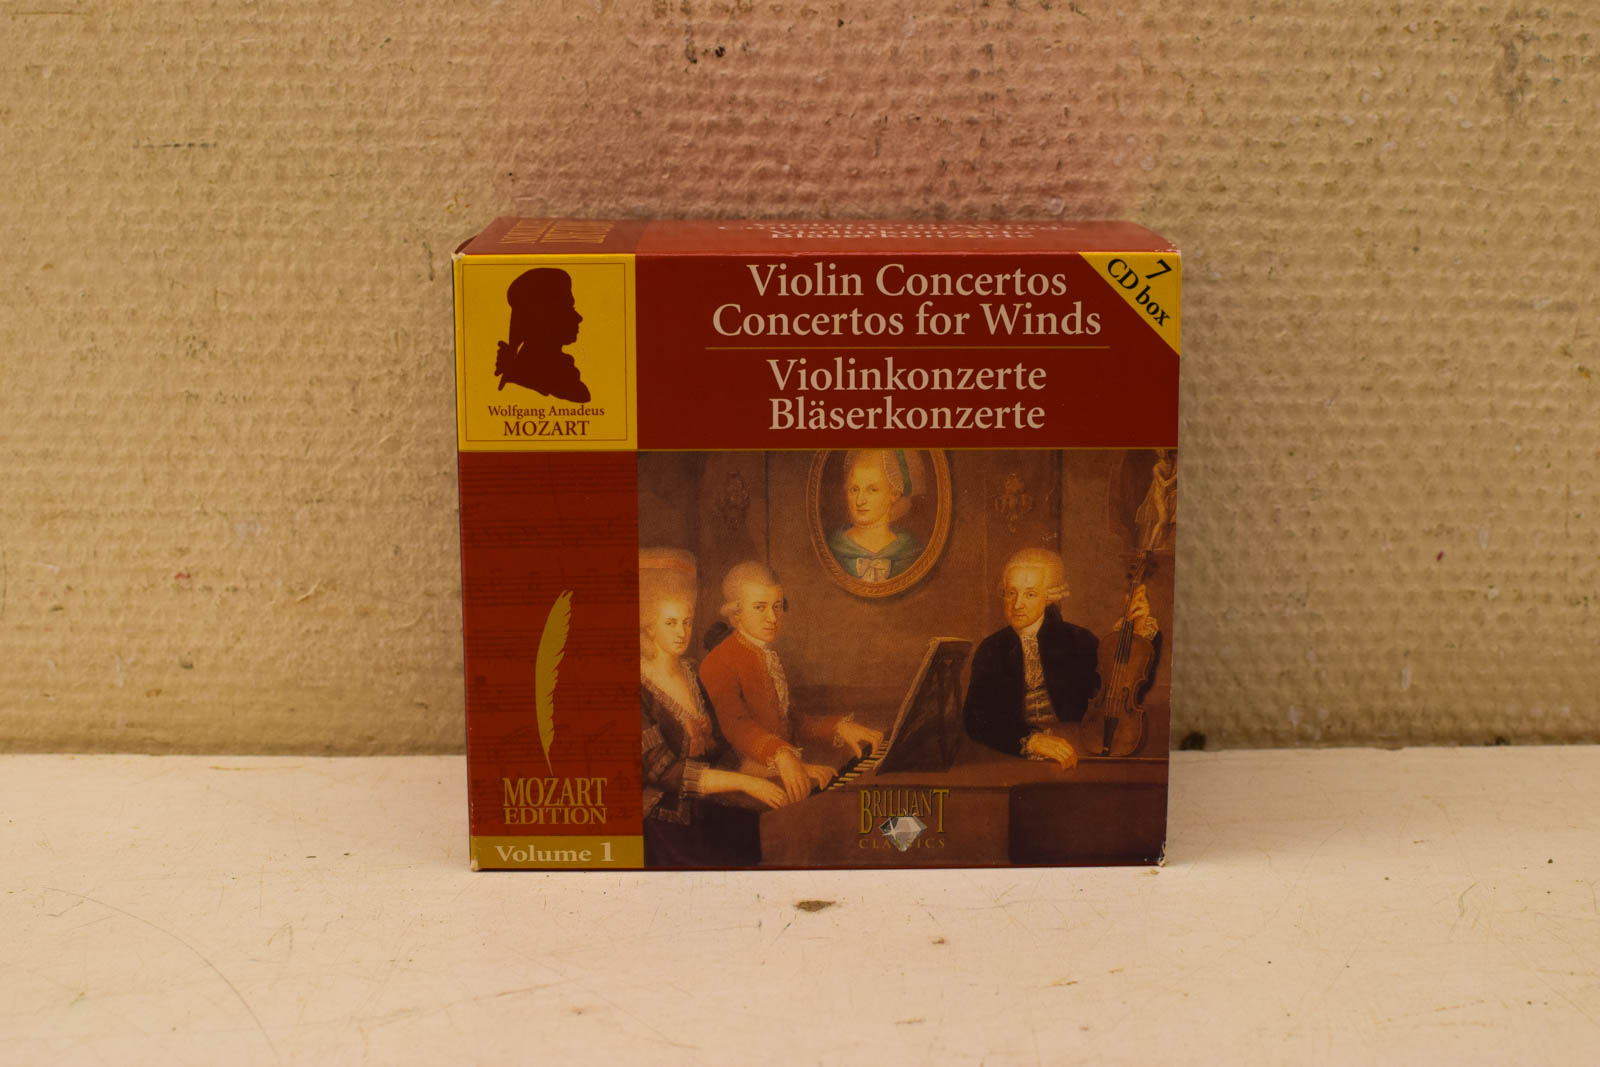 Bläserkonzerte
Wolfgang Amadeus
MOZART
Violin Concertos
Concertos for Winds
Violinkonzerte
Bläserkonzerte
7
CD box
MOZART
EDITION
Volume 1
BRILLIANT
CLASSICS